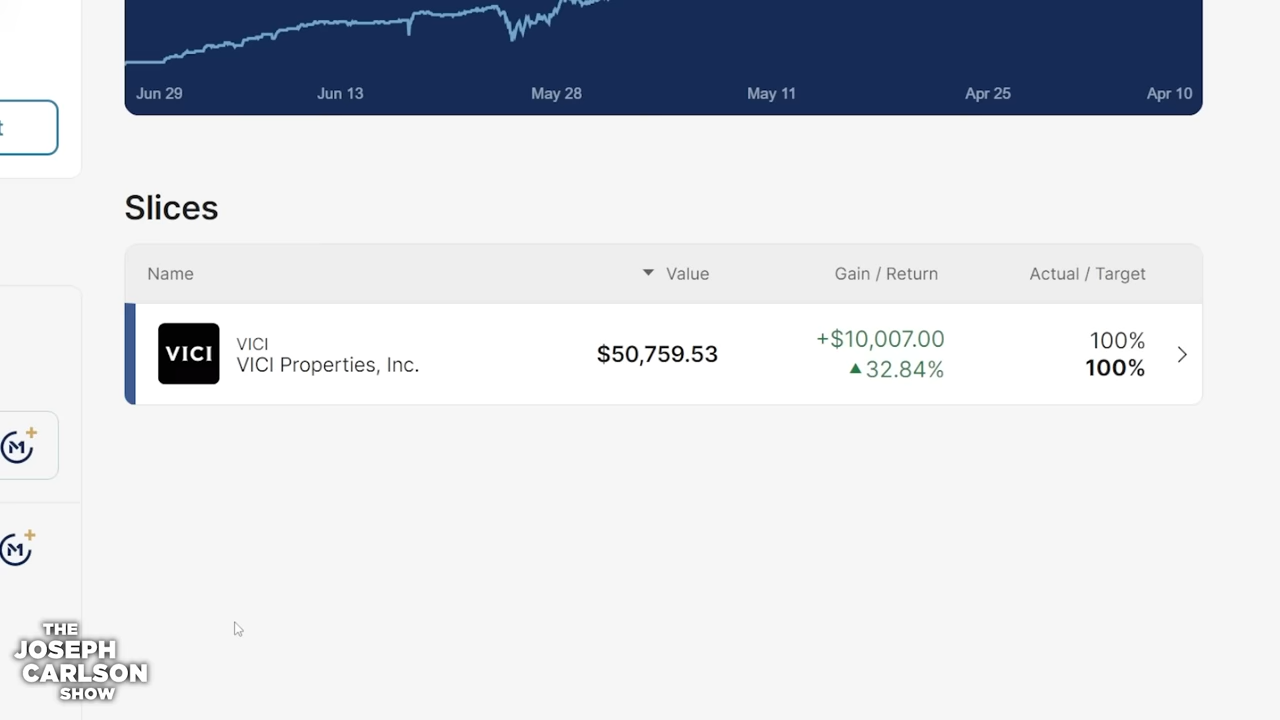 Jun 29 Jun 13 May 28 May 11 Apr 25 Apr 10
t
Slices
Name Value Gain / Return Actual / Target
VICI
VICI
VICI Properties, Inc.
$50,759.53
+$10,007.00
32.84%
100%
100%
M+
M+
THE
JOSEPH
CARLSON
SHOW